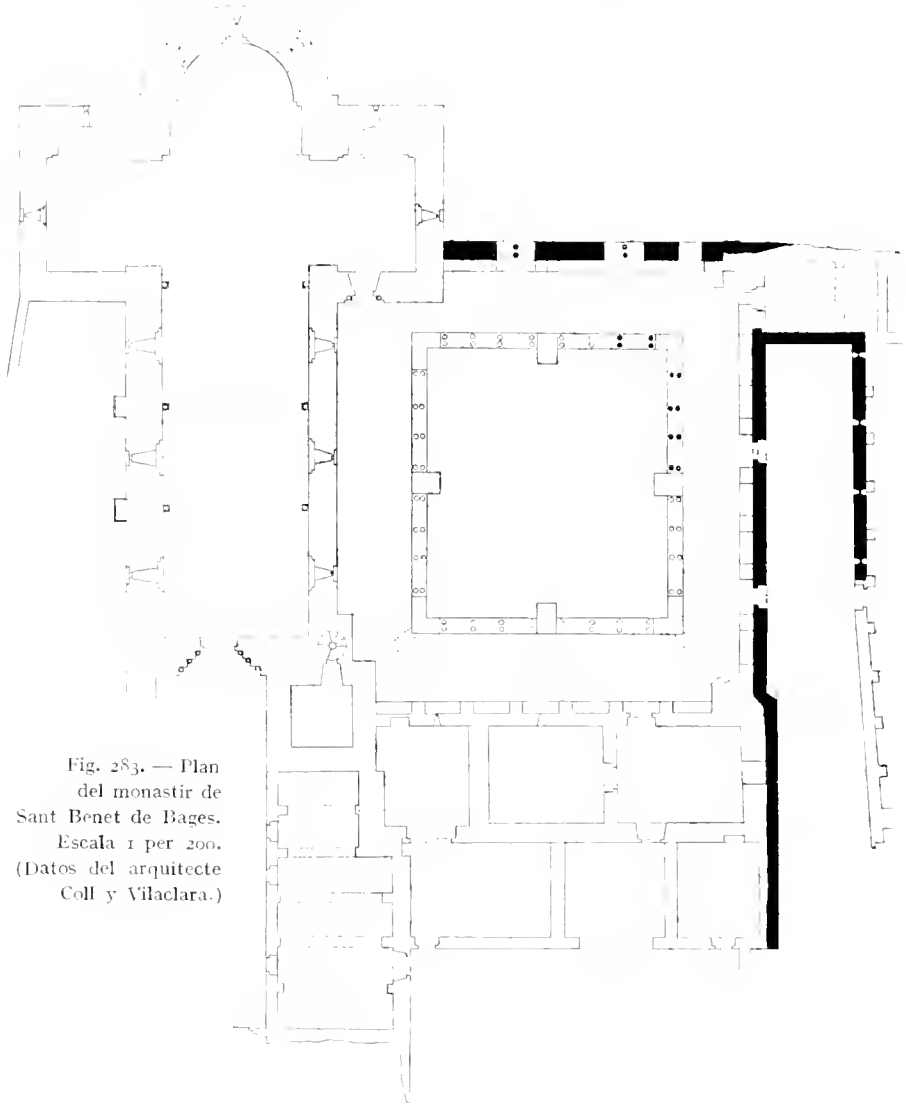 Fig. 283. — Plan
del monastir de
Sant Benet de Bages.
Escala 1 per 200.
(Datos del arquitecte
Coll y Vilaclara.)